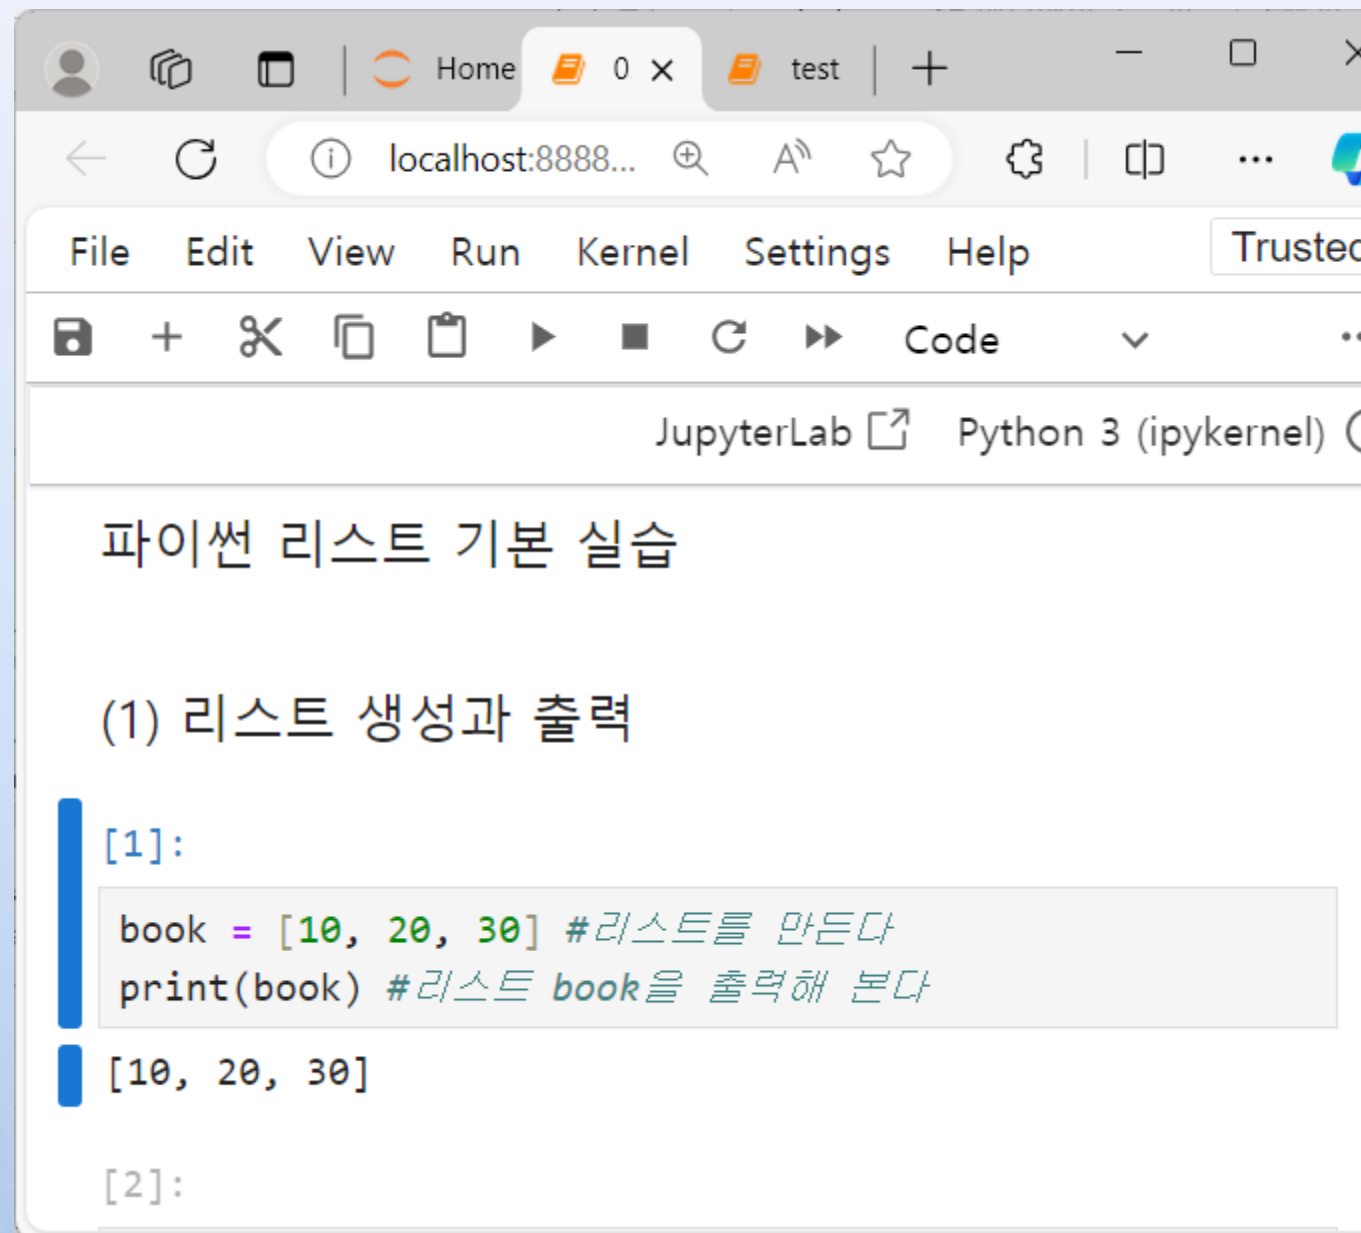 Home 0 test
localhost:8888...
File Edit View Run Kernel Settings Help Trusted
Code
JupyterLab Python 3 (ipykernel)
파이썬 리스트 기본 실습
(1) 리스트 생성과 출력
[1]:
book = [10, 20, 30] #리스트를 만든다
print(book) #리스트 book을 출력해 본다
[10, 20, 30]
[2]: